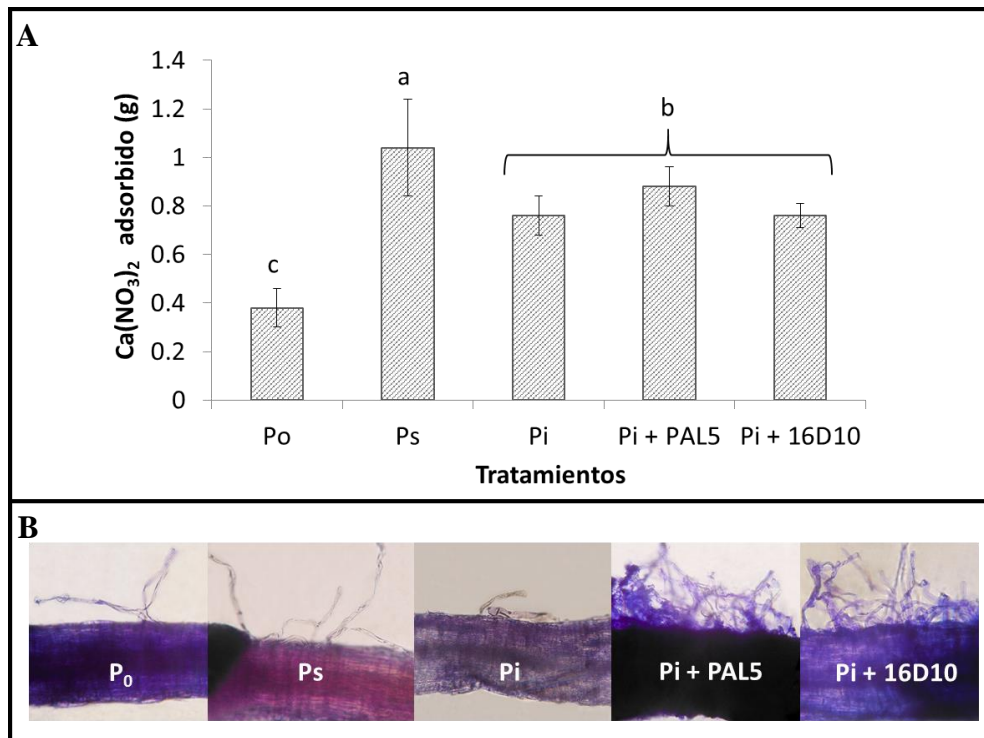 A
Ca(NO₃)₂ adsorbido (g)
1.4
1.2
1
0.8
0.6
0.4
0.2
0
c
a
b
Po Ps Pi Pi + PAL5 Pi + 16D10
Tratamientos
B
P₀ Ps Pi Pi + PAL5 Pi + 16D10